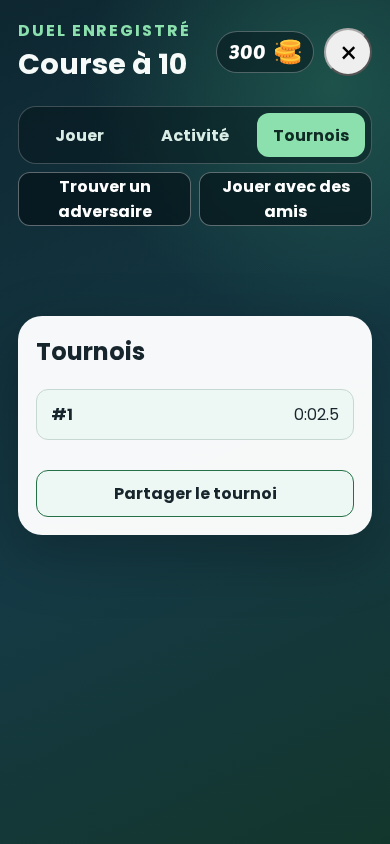 DUEL ENREGISTRÉ
Course à 10
300
×
Jouer
Activité
Tournois
Trouver un
adversaire
Jouer avec des
amis
Tournois
#1
0:02.5
Partager le tournoi